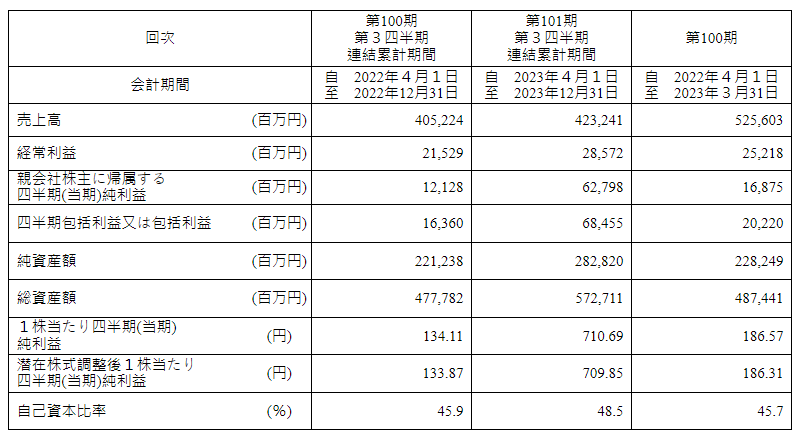 回次
第100期
第３四半期
連結累計期間
第101期
第３四半期
連結累計期間
第100期
会計期間
自　2022年４月１日
至　2022年12月31日
自　2023年４月１日
至　2023年12月31日
自　2022年４月１日
至　2023年３月31日
売上高 (百万円) 405,224 423,241 525,603
経常利益 (百万円) 21,529 28,572 25,218
親会社株主に帰属する
四半期(当期)純利益 (百万円) 12,128 62,798 16,875
四半期包括利益又は包括利益 (百万円) 16,360 68,455 20,220
純資産額 (百万円) 221,238 282,820 228,249
総資産額 (百万円) 477,782 572,711 487,441
１株当たり四半期(当期)
純利益 (円) 134.11 710.69 186.57
潜在株式調整後１株当たり
四半期(当期)純利益 (円) 133.87 709.85 186.31
自己資本比率 (％) 45.9 48.5 45.7